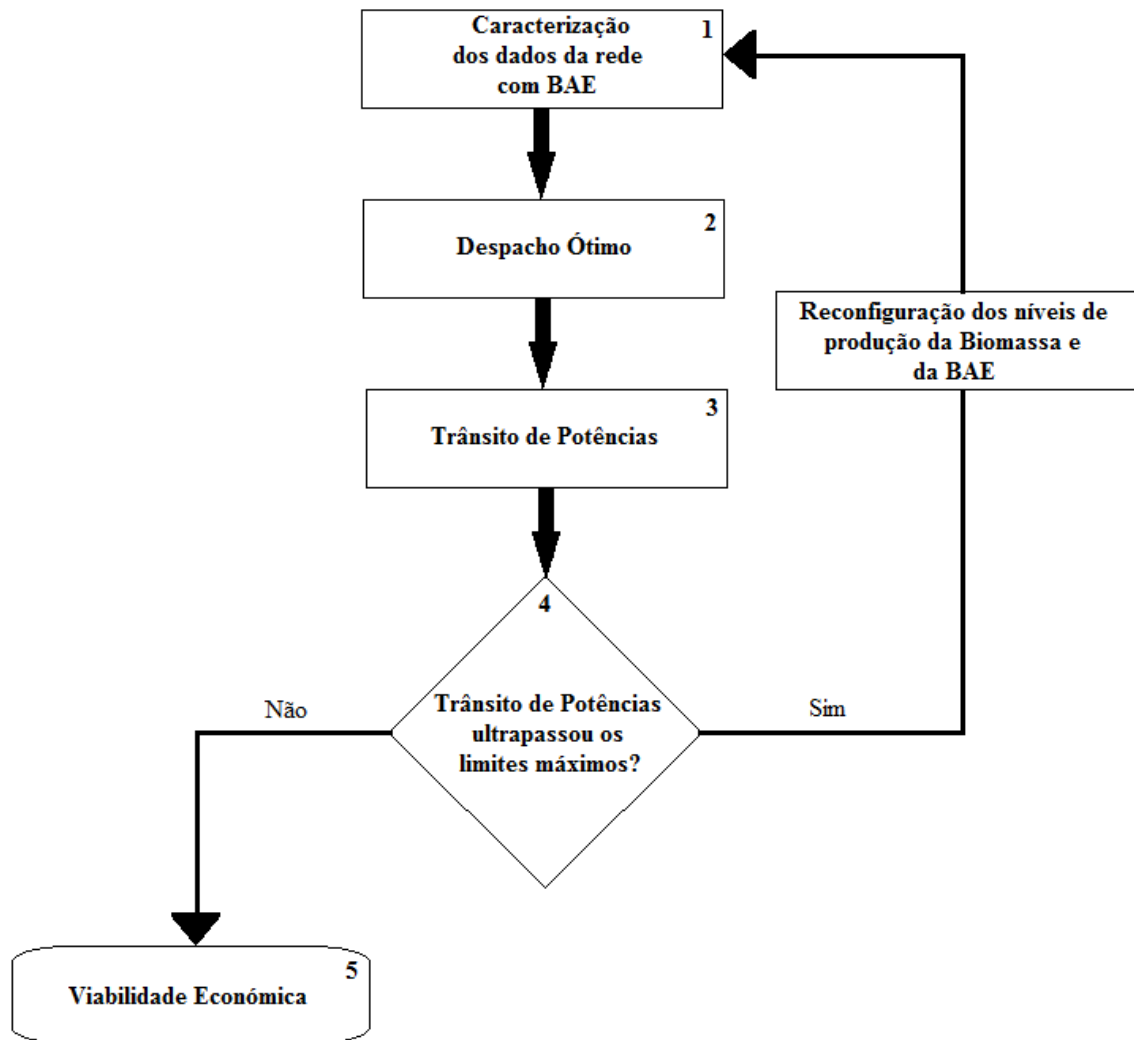 Caracterização
dos dados da rede
com BAE
1
Despacho Ótimo
2
Reconfiguração dos níveis de
produção da Biomassa e
da BAE
Trânsito de Potências
3
4
Trânsito de Potências
ultrapassou os
limites máximos?
Não
Sim
Viabilidade Económica
5